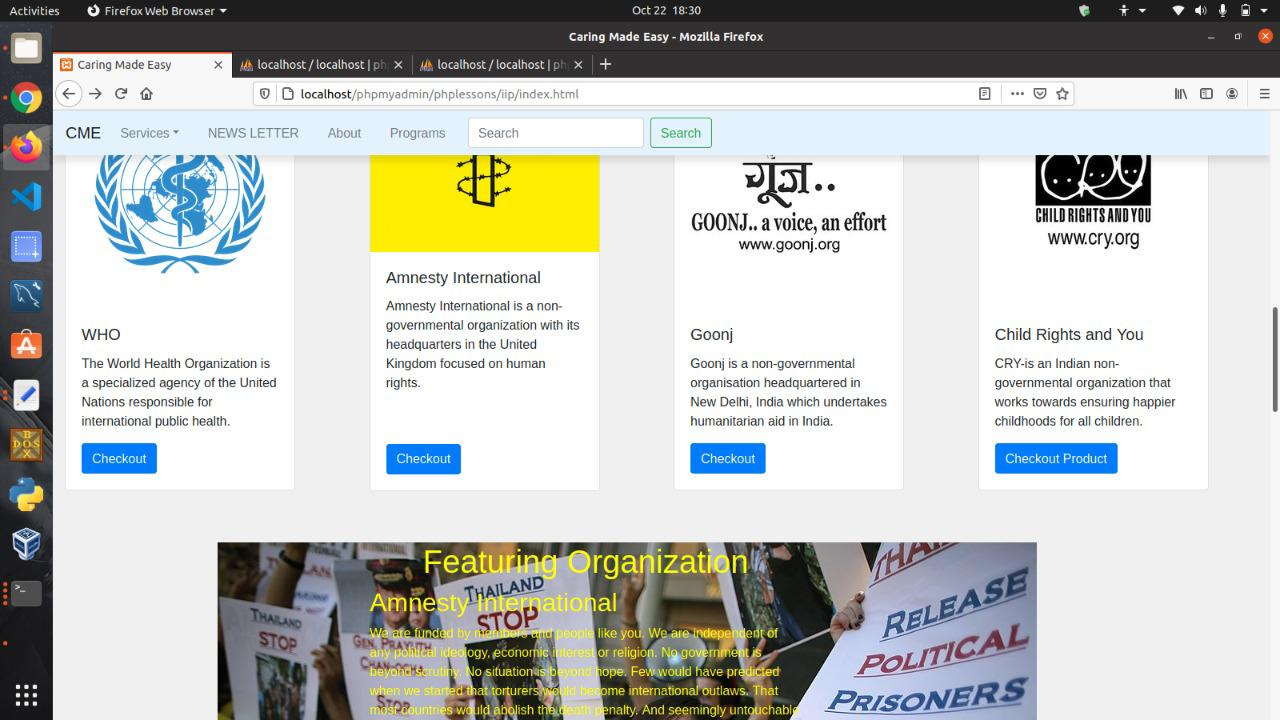 Activities
Firefox Web Browser
Oct 22 18:30
Caring Made Easy - Mozilla Firefox
Caring Made Easy
localhost / localhost | ph
localhost / localhost | ph
localhost/phpmyadmin/phplessons/iip/index.html
CME
Services
NEWS LETTER
About
Programs
Search
Search
गूंज..
GOONJ.. a voice, an effort
www.goonj.org
CHILD RIGHTS AND YOU
www.cry.org
WHO
The World Health Organization is
a specialized agency of the United
Nations responsible for
international public health.
Checkout
Amnesty International
Amnesty International is a non-
governmental organization with its
headquarters in the United
Kingdom focused on human
rights.
Checkout
Goonj
Goonj is a non-governmental
organisation headquartered in
New Delhi, India which undertakes
humanitarian aid in India.
Checkout
Child Rights and You
CRY-is an Indian non-
governmental organization that
works towards ensuring happier
childhoods for all children.
Checkout Product
Featuring Organization
Amnesty International
We are funded by members and people like you. We are independent of
any political ideology, economic interest or religion. No government is
beyond scrutiny. No situation is beyond hope. Few would have predicted
when we started that torturers would become international outlaws. That
most countries would abolish the death penalty. And seemingly untouchable
THAILAND
STOP
THAILAND
STOP
RELEASE
POLITICAL
PRISONERS